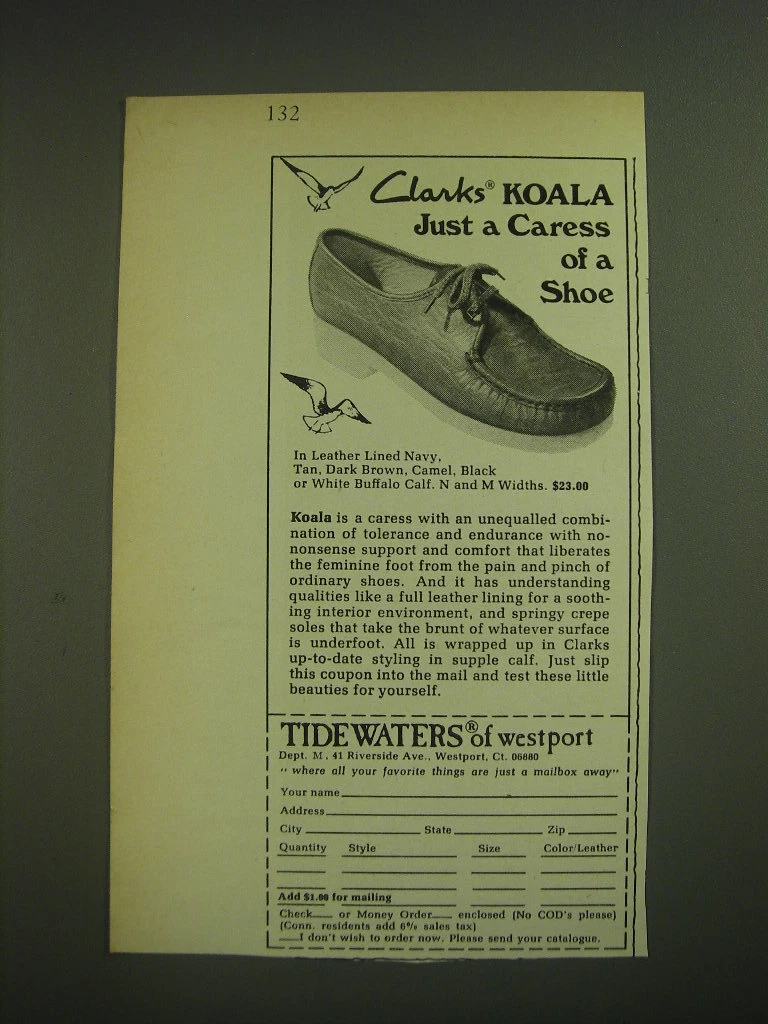 132
Clarks® KOALA
Just a Caress
of a
Shoe
In Leather Lined Navy,
Tan, Dark Brown, Camel, Black
or White Buffalo Calf. N and M Widths. $23.00
Koala is a caress with an unequalled combi-
nation of tolerance and endurance with no-
nonsense support and comfort that liberates
the feminine foot from the pain and pinch of
ordinary shoes. And it has understanding
qualities like a full leather lining for a sooth-
ing interior environment, and springy crepe
soles that take the brunt of whatever surface
is underfoot. All is wrapped up in Clarks
up-to-date styling in supple calf. Just slip
this coupon into the mail and test these little
beauties for yourself.
TIDEWATERS® of westport
Dept. M, 41 Riverside Ave., Westport, Ct. 06880
"where all your favorite things are just a mailbox away"
Your name
Address
City State Zip
Quantity Style Size Color/Leather
Add $1.00 for mailing
Check or Money Order enclosed (No COD's please)
(Conn. residents add 6% sales tax)
I don't wish to order now. Please send your catalogue.